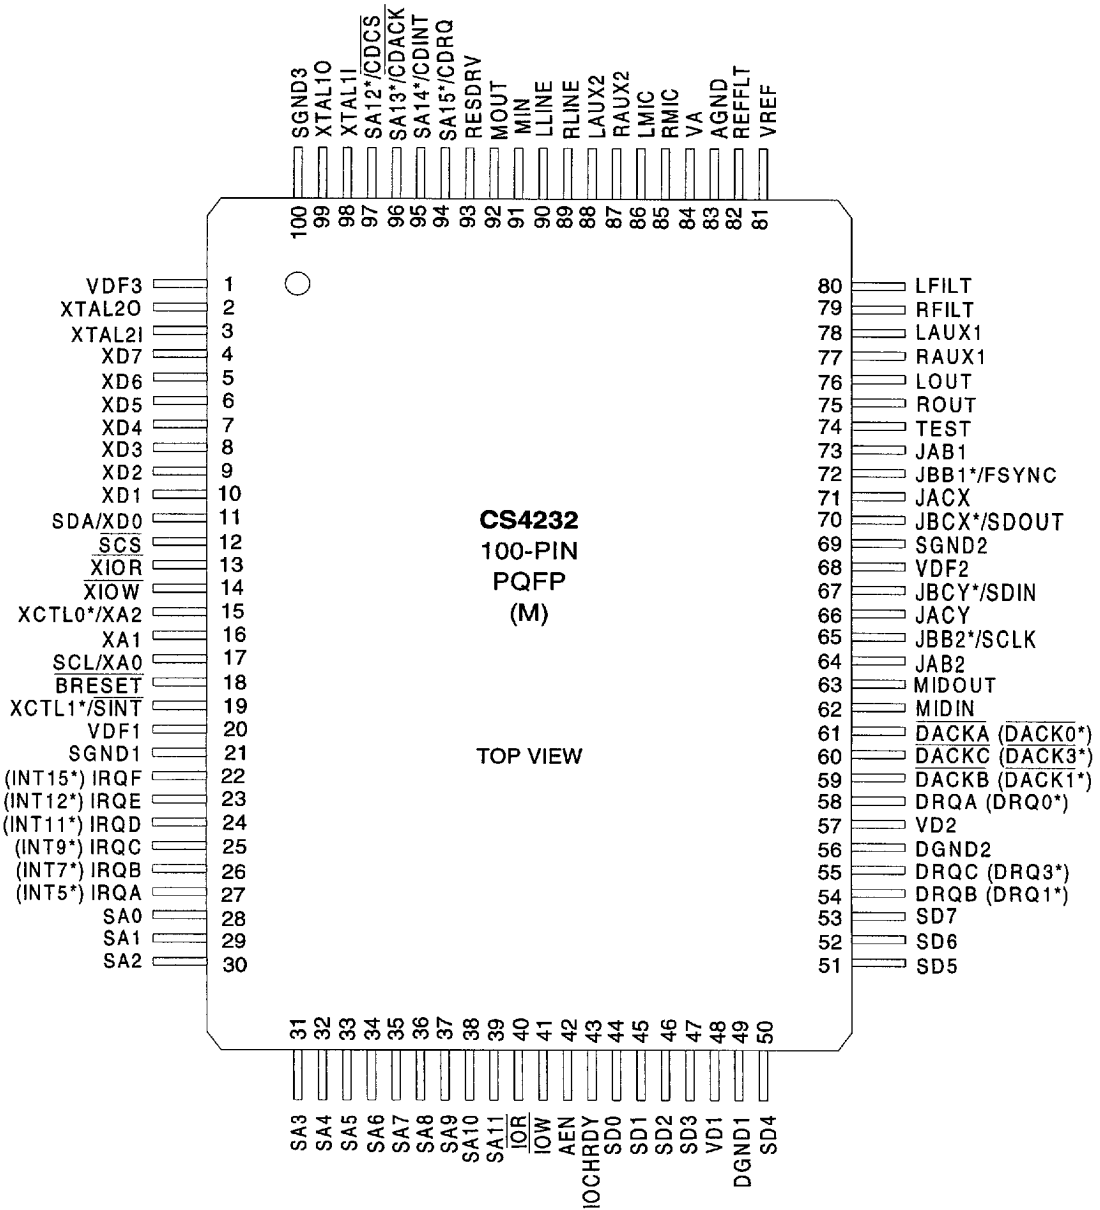 SGND3
XTAL1O
XTAL1I
SA12*/CDCS
SA13*/CDACK
SA14*/CDINT
SA15*/CDRQ
RESDRV
MOUT
MIN
LLINE
RLINE
LAUX2
RAUX2
LMIC
RMIC
VA
AGND
REFFLT
VREF
100
99
98
97
96
95
94
93
92
91
90
89
88
87
86
85
84
83
82
81
VDF3 1
XTAL2O 2
XTAL2I 3
XD7 4
XD6 5
XD5 6
XD4 7
XD3 8
XD2 9
XD1 10
SDA/XD0 11
SCS 12
XIOR 13
XIOW 14
XCTL0*/XA2 15
XA1 16
SCL/XA0 17
BRESET 18
XCTL1*/SINT 19
VDF1 20
SGND1 21
(INT15*) IRQF 22
(INT12*) IRQE 23
(INT11*) IRQD 24
(INT9*) IRQC 25
(INT7*) IRQB 26
(INT5*) IRQA 27
SA0 28
SA1 29
SA2 30
CS4232
100-PIN
PQFP
(M)
TOP VIEW
80 LFILT
79 RFILT
78 LAUX1
77 RAUX1
76 LOUT
75 ROUT
74 TEST
73 JAB1
72 JBB1*/FSYNC
71 JACX
70 JBCX*/SDOUT
69 SGND2
68 VDF2
67 JBCY*/SDIN
66 JACY
65 JBB2*/SCLK
64 JAB2
63 MIDOUT
62 MIDIN
61 DACKA (DACK0*)
60 DACKC (DACK3*)
59 DACKB (DACK1*)
58 DRQA (DRQ0*)
57 VD2
56 DGND2
55 DRQC (DRQ3*)
54 DRQB (DRQ1*)
53 SD7
52 SD6
51 SD5
31
32
33
34
35
36
37
38
39
40
41
42
43
44
45
46
47
48
49
50
SA3
SA4
SA5
SA6
SA7
SA8
SA9
SA10
SA11
IOR
IOW
AEN
IOCHRDY
SD0
SD1
SD2
SD3
VD1
DGND1
SD4